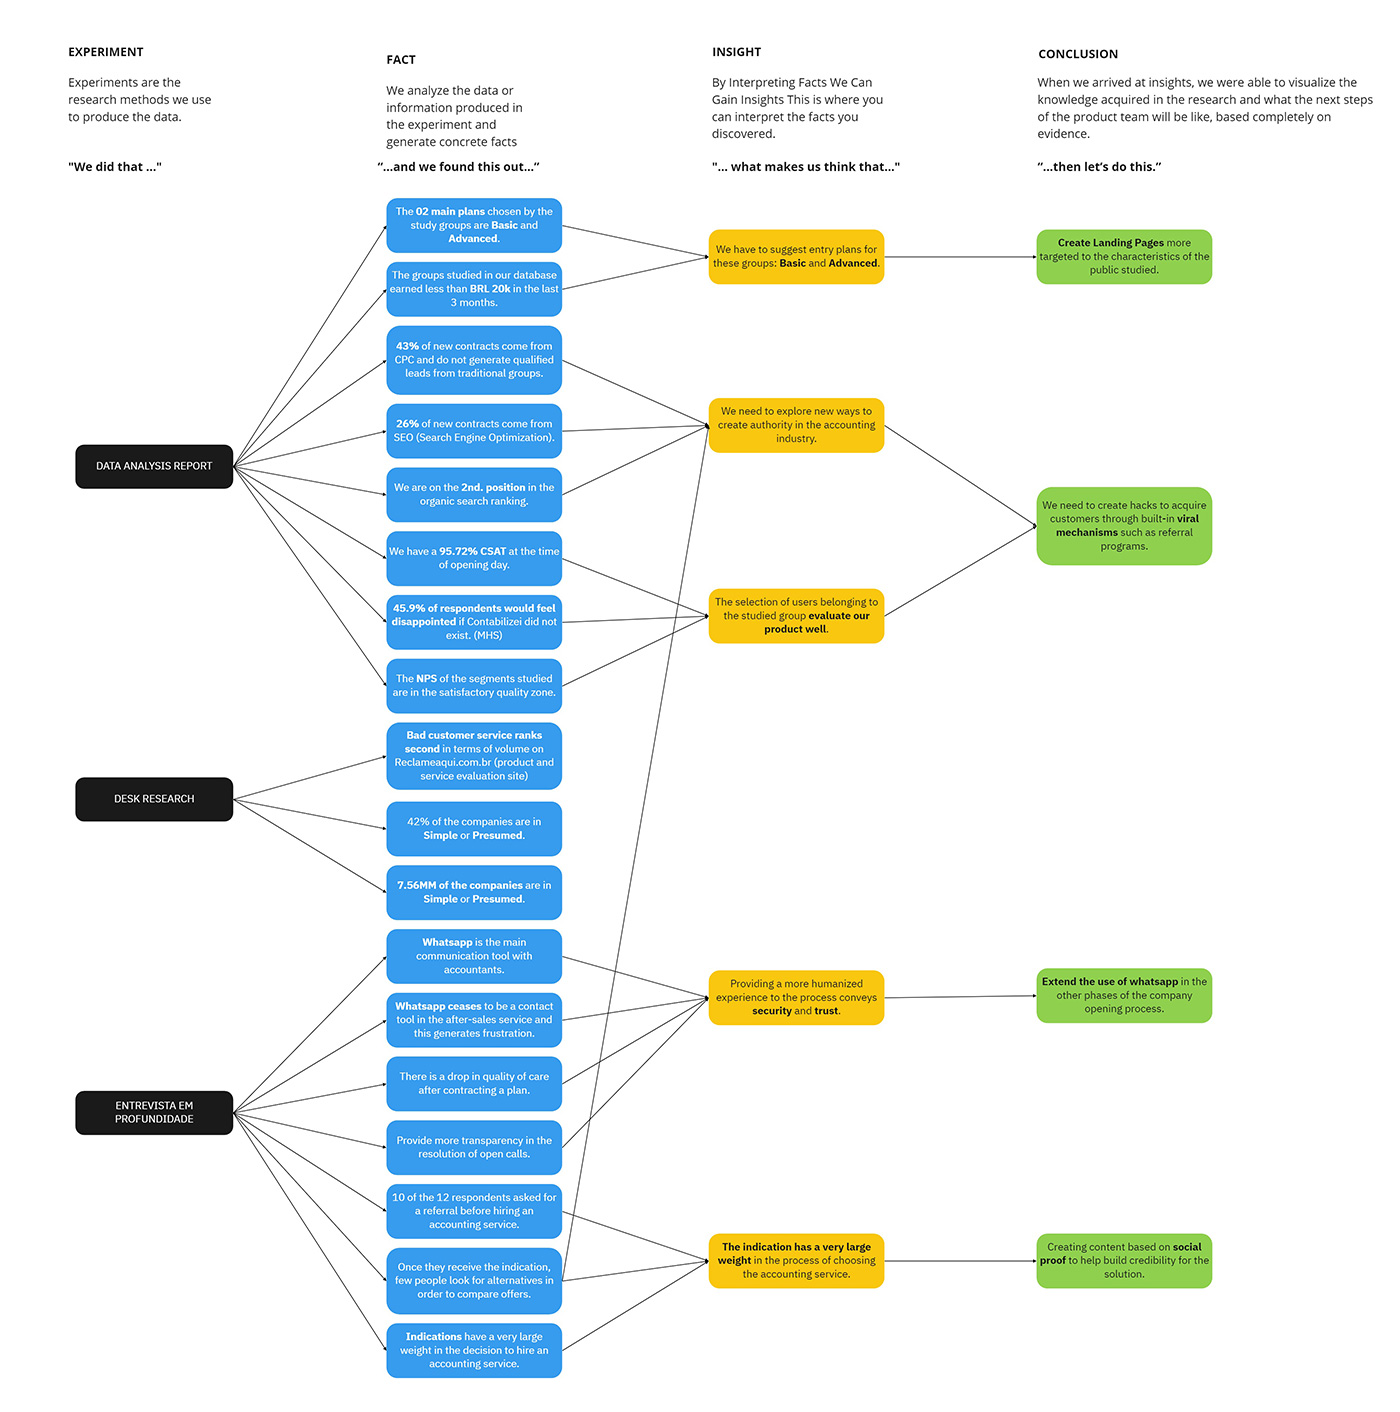 EXPERIMENT
Experiments are the
research methods we use
to produce the data.
"We did that ..."
FACT
We analyze the data or
information produced in
the experiment and
generate concrete facts
“...and we found this out...”
INSIGHT
By Interpreting Facts We Can
Gain Insights This is where you
can interpret the facts you
discovered.
"... what makes us think that..."
CONCLUSION
When we arrived at insights, we were able to visualize the
knowledge acquired in the research and what the next steps
of the product team will be like, based completely on
evidence.
“...then let’s do this.”
DATA ANALYSIS REPORT
DESK RESEARCH
ENTREVISTA EM
PROFUNDIDADE
The 02 main plans chosen by the
study groups are Basic and
Advanced.
The groups studied in our database
earned less than BRL 20k in the last
3 months.
43% of new contracts come from
CPC and do not generate qualified
leads from traditional groups.
26% of new contracts come from
SEO (Search Engine Optimization).
We are on the 2nd. position in the
organic search ranking.
We have a 95.72% CSAT at the time
of opening day.
45.9% of respondents would feel
disappointed if Contabilizei did not
exist. (MHS)
The NPS of the segments studied
are in the satisfactory quality zone.
Bad customer service ranks
second in terms of volume on
Reclameaqui.com.br (product and
service evaluation site)
42% of the companies are in
Simple or Presumed.
7.56MM of the companies are in
Simple or Presumed.
Whatsapp is the main
communication tool with
accountants.
Whatsapp ceases to be a contact
tool in the after-sales service and
this generates frustration.
There is a drop in quality of care
after contracting a plan.
Provide more transparency in the
resolution of open calls.
10 of the 12 respondents asked for
a referral before hiring an
accounting service.
Once they receive the indication,
few people look for alternatives in
order to compare offers.
Indications have a very large
weight in the decision to hire an
accounting service.
We have to suggest entry plans for
these groups: Basic and Advanced.
We need to explore new ways to
create authority in the accounting
industry.
The selection of users belonging to
the studied group evaluate our
product well.
Providing a more humanized
experience to the process conveys
security and trust.
The indication has a very large
weight in the process of choosing
the accounting service.
Create Landing Pages more
targeted to the characteristics of the
public studied.
We need to create hacks to acquire
customers through built-in viral
mechanisms such as referral
programs.
Extend the use of whatsapp in the
other phases of the company
opening process.
Creating content based on social
proof to help build credibility for the
solution.